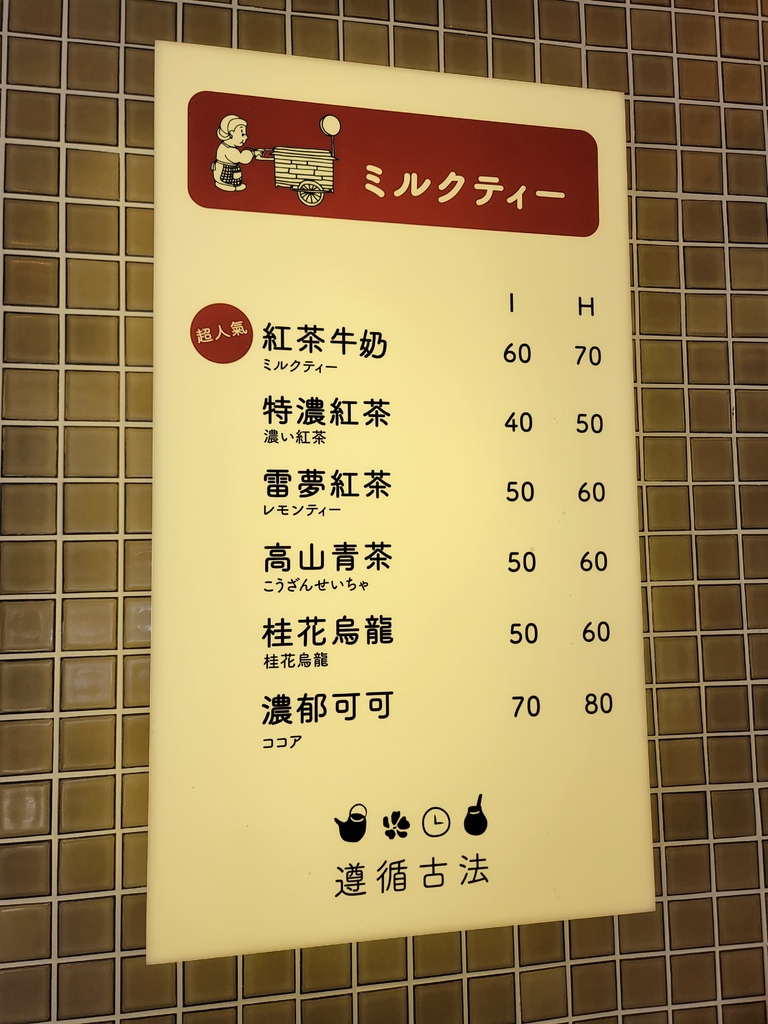 ミルクティー
I H
超人氣
紅茶牛奶 60 70
ミルクティー
特濃紅茶 40 50
濃い紅茶
雷夢紅茶 50 60
レモンティー
高山青茶 50 60
こうざんせいちゃ
桂花烏龍 50 60
桂花烏龍
濃郁可可 70 80
ココア
遵循古法